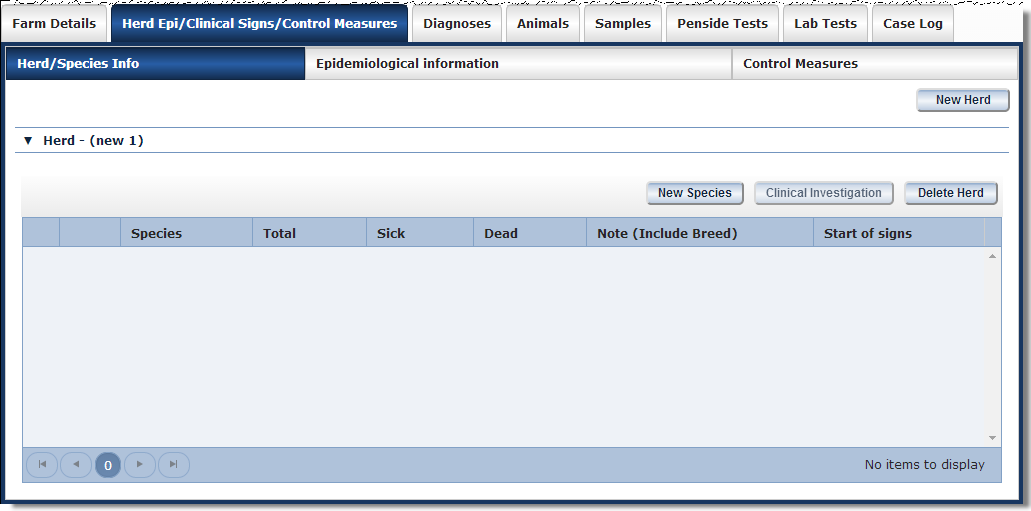 Farm Details Herd Epi/Clinical Signs/Control Measures Diagnoses Animals Samples Penside Tests Lab Tests Case Log
Herd/Species Info Epidemiological information Control Measures
New Herd
▼ Herd - (new 1)
New Species Clinical Investigation Delete Herd
Species Total Sick Dead Note (Include Breed) Start of signs
0 No items to display